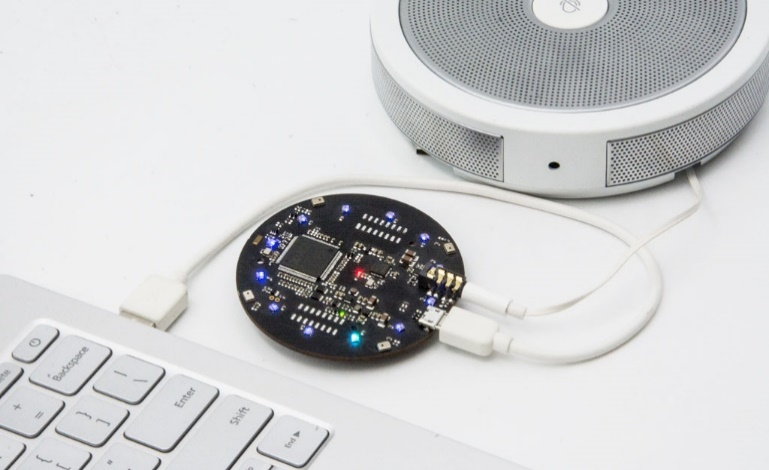 Backspace
\ |
+ =
} ]
{ [
Enter
Shift
End ▶